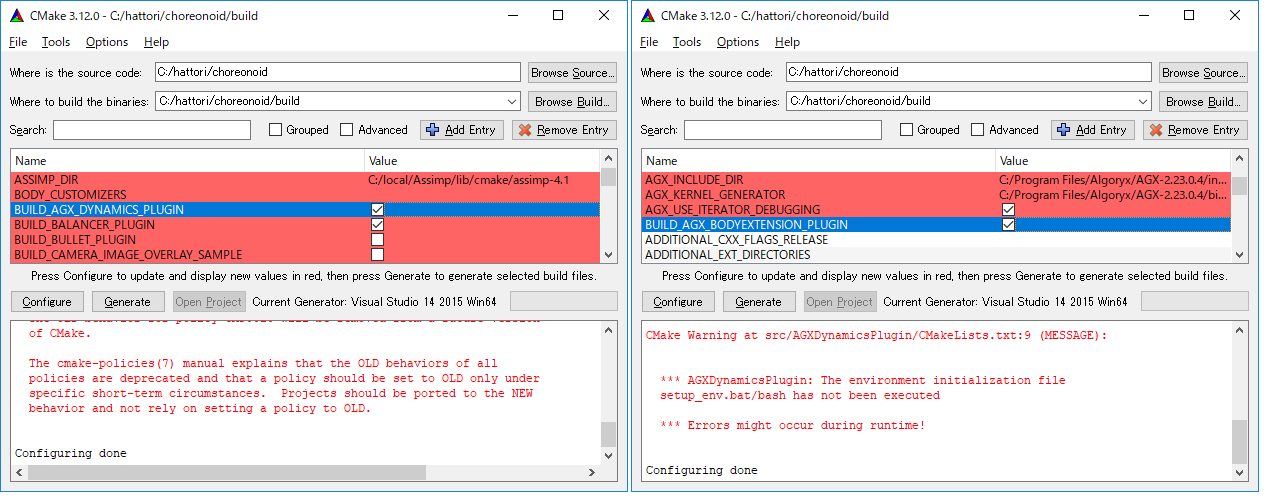 CMake 3.12.0 - C:/hattori/choreonoid/build
File Tools Options Help
Where is the source code: C:/hattori/choreonoid Browse Source...
Where to build the binaries: C:/hattori/choreonoid/build Browse Build...
Search: Grouped Advanced Add Entry Remove Entry
Name Value
ASSIMP_DIR C:/local/Assimp/lib/cmake/assimp-4.1
BODY_CUSTOMIZERS
BUILD_AGX_DYNAMICS_PLUGIN
BUILD_BALANCER_PLUGIN
BUILD_BULLET_PLUGIN
BUILD_CAMERA_IMAGE_OVERLAY_SAMPLE
Press Configure to update and display new values in red, then press Generate to generate selected build files.
Configure Generate Open Project Current Generator: Visual Studio 14 2015 Win64
of CMake.
The cmake-policies(7) manual explains that the OLD behaviors of all
policies are deprecated and that a policy should be set to OLD only under
specific short-term circumstances.  Projects should be ported to the NEW
behavior and not rely on setting a policy to OLD.
Configuring done
CMake 3.12.0 - C:/hattori/choreonoid/build
File Tools Options Help
Where is the source code: C:/hattori/choreonoid Browse Source...
Where to build the binaries: C:/hattori/choreonoid/build Browse Build...
Search: Grouped Advanced Add Entry Remove Entry
Name Value
AGX_INCLUDE_DIR C:/Program Files/Algoryx/AGX-2.23.0.4/in...
AGX_KERNEL_GENERATOR C:/Program Files/Algoryx/AGX-2.23.0.4/bi...
AGX_USE_ITERATOR_DEBUGGING
BUILD_AGX_BODYEXTENSION_PLUGIN
ADDITIONAL_CXX_FLAGS_RELEASE
ADDITIONAL_EXT_DIRECTORIES
Press Configure to update and display new values in red, then press Generate to generate selected build files.
Configure Generate Open Project Current Generator: Visual Studio 14 2015 Win64
CMake Warning at src/AGXDynamicsPlugin/CMakeLists.txt:9 (MESSAGE):
*** AGXDynamicsPlugin: The environment initialization file
setup_env.bat/bash has not been executed
*** Errors might occur during runtime!
Configuring done